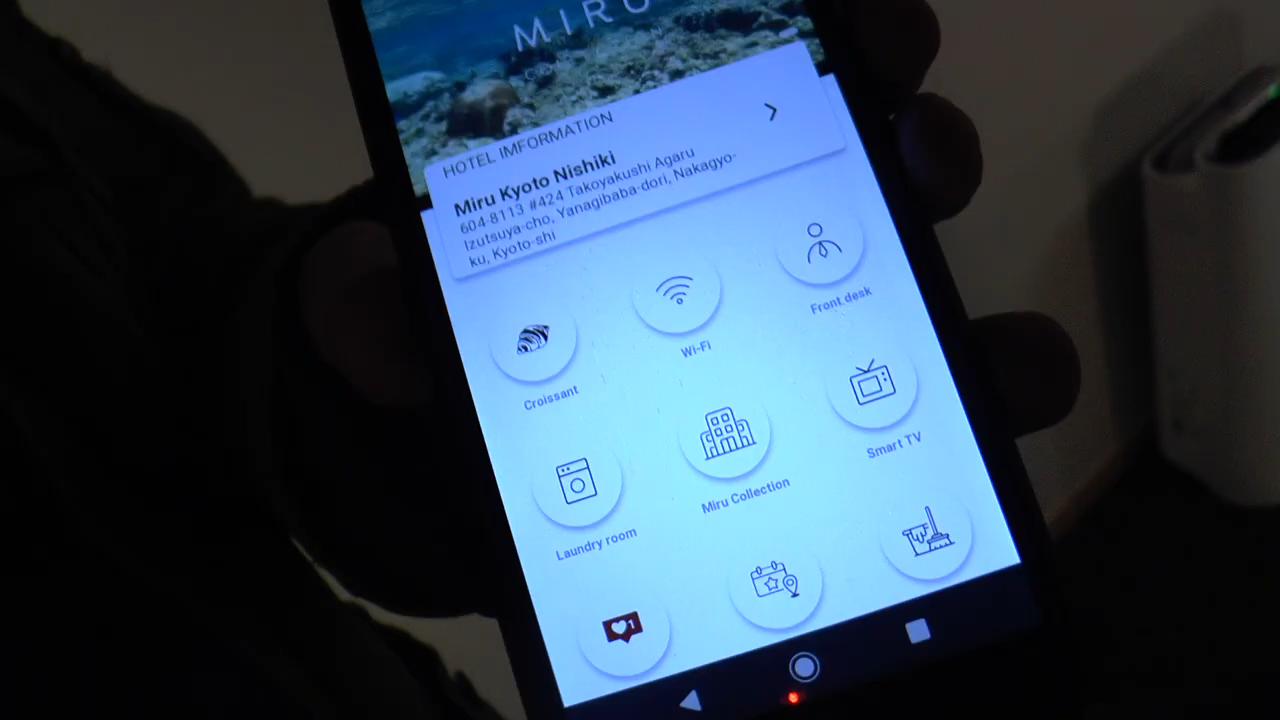 MIRU
HOTEL IMFORMATION
Miru Kyoto Nishiki
604-8113 #424 Takoyakushi Agaru
Izutsuya-cho, Yanagibaba-dori, Nakagyo-
ku, Kyoto-shi
Croissant
Wi-Fi
Front desk
Laundry room
Miru Collection
Smart TV
1